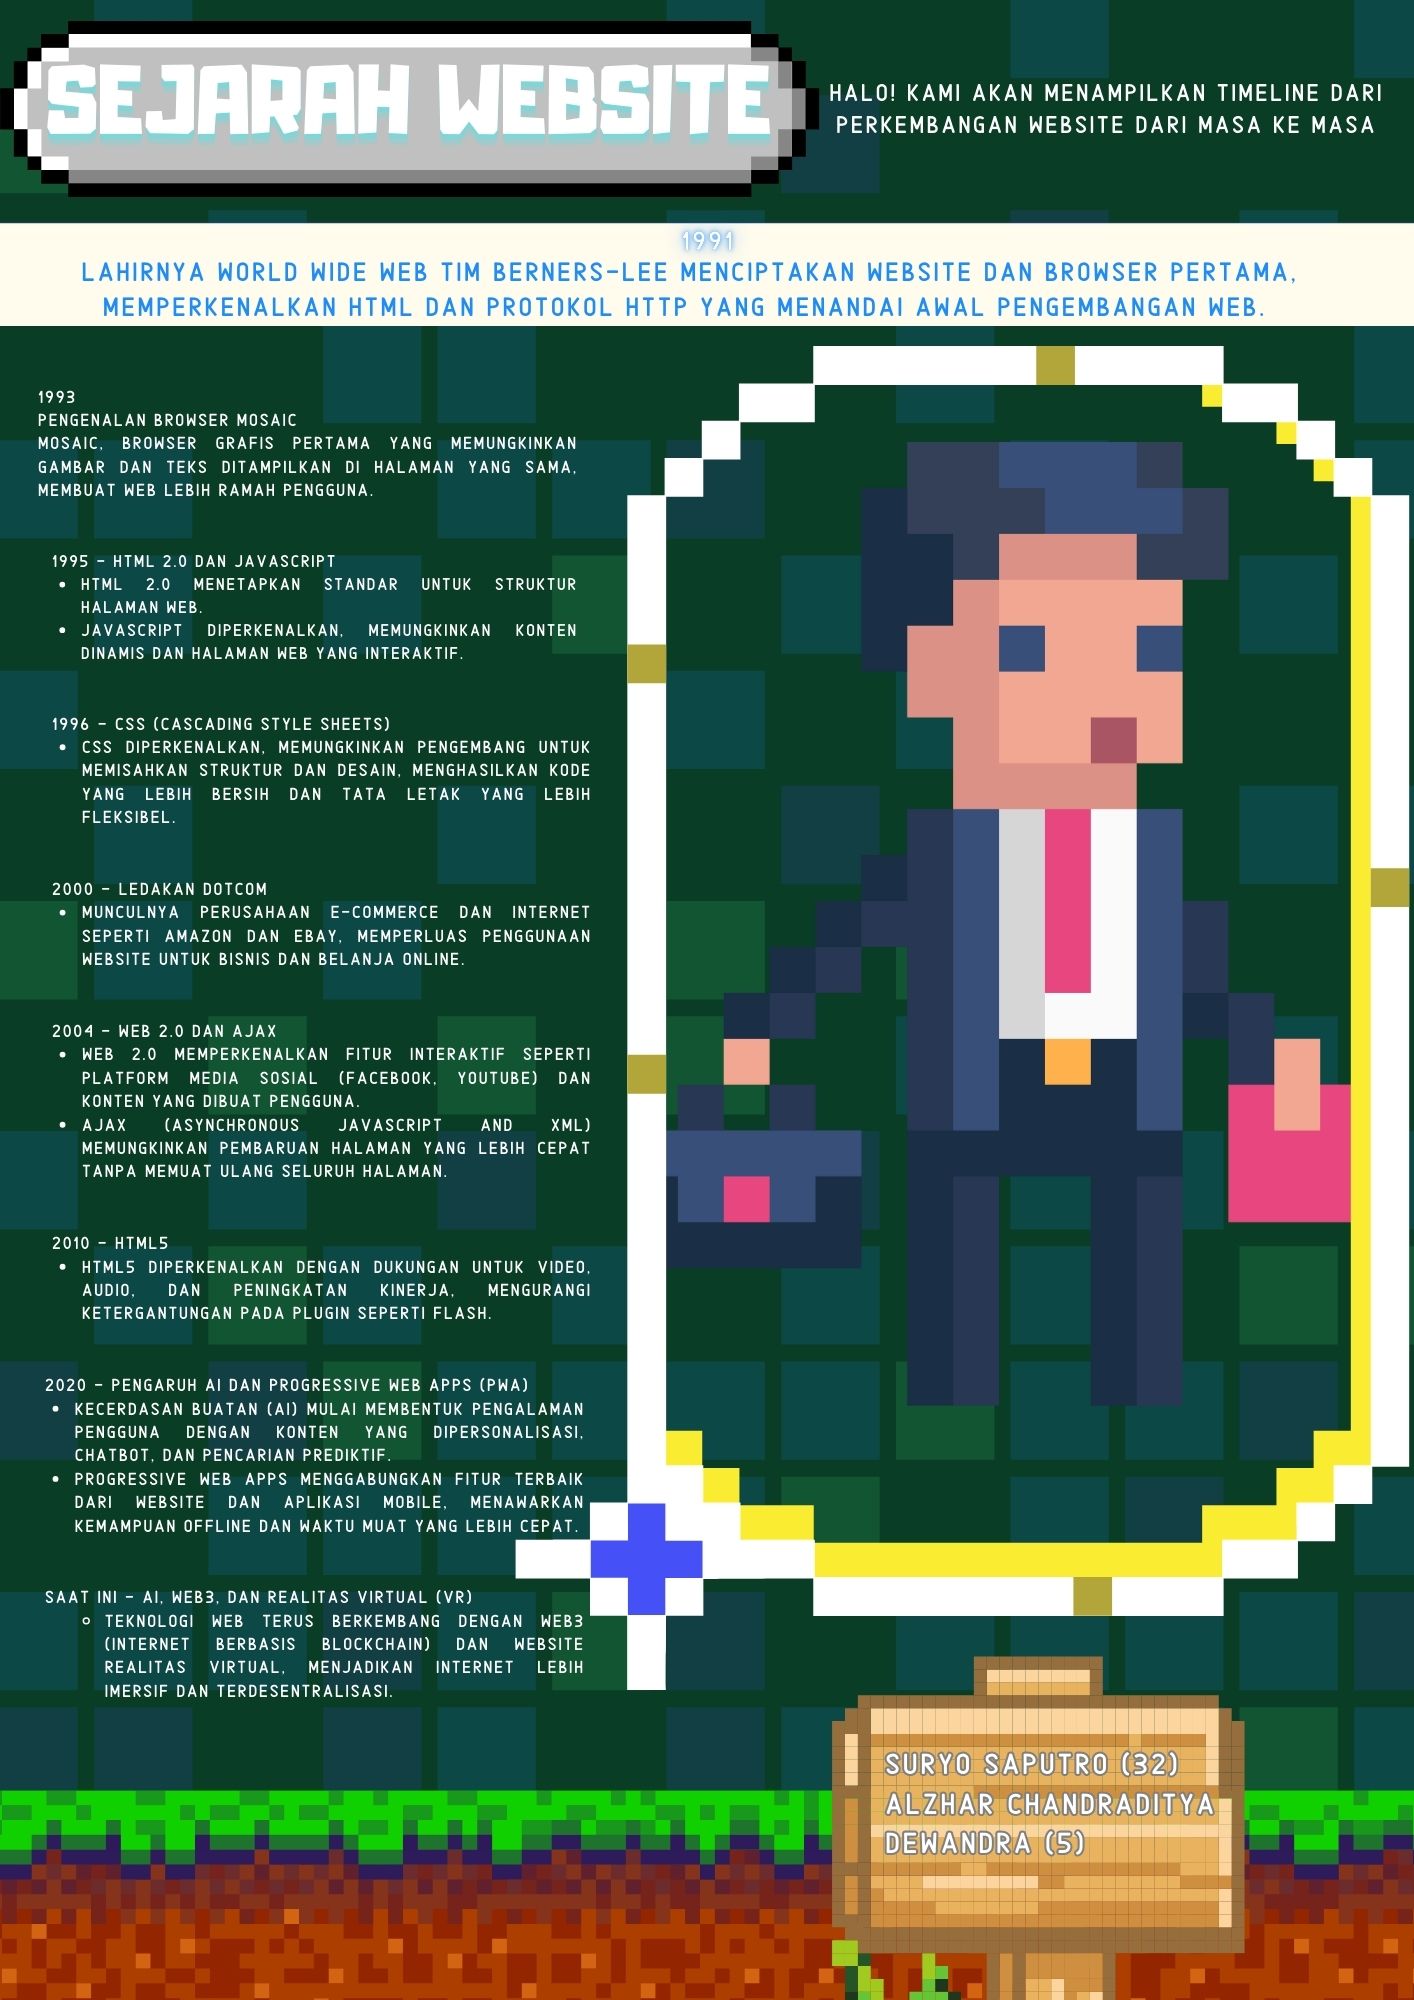 SEJARAH WEBSITE
HALO! KAMI AKAN MENAMPILKAN TIMELINE DARI
PERKEMBANGAN WEBSITE DARI MASA KE MASA
1991
LAHIRNYA WORLD WIDE WEB TIM BERNERS-LEE MENCIPTAKAN WEBSITE DAN BROWSER PERTAMA,
MEMPERKENALKAN HTML DAN PROTOKOL HTTP YANG MENANDAI AWAL PENGEMBANGAN WEB.
1993
PENGENALAN BROWSER MOSAIC
MOSAIC, BROWSER GRAFIS PERTAMA YANG MEMUNGKINKAN
GAMBAR DAN TEKS DITAMPILKAN DI HALAMAN YANG SAMA,
MEMBUAT WEB LEBIH RAMAH PENGGUNA.
1995 - HTML 2.0 DAN JAVASCRIPT
• HTML 2.0 MENETAPKAN STANDAR UNTUK STRUKTUR
HALAMAN WEB.
• JAVASCRIPT DIPERKENALKAN, MEMUNGKINKAN KONTEN
DINAMIS DAN HALAMAN WEB YANG INTERAKTIF.
1996 - CSS (CASCADING STYLE SHEETS)
• CSS DIPERKENALKAN, MEMUNGKINKAN PENGEMBANG UNTUK
MEMISAHKAN STRUKTUR DAN DESAIN, MENGHASILKAN KODE
YANG LEBIH BERSIH DAN TATA LETAK YANG LEBIH
FLEKSIBEL.
2000 - LEDAKAN DOTCOM
• MUNCULNYA PERUSAHAAN E-COMMERCE DAN INTERNET
SEPERTI AMAZON DAN EBAY, MEMPERLUAS PENGGUNAAN
WEBSITE UNTUK BISNIS DAN BELANJA ONLINE.
2004 - WEB 2.0 DAN AJAX
• WEB 2.0 MEMPERKENALKAN FITUR INTERAKTIF SEPERTI
PLATFORM MEDIA SOSIAL (FACEBOOK, YOUTUBE) DAN
KONTEN YANG DIBUAT PENGGUNA.
• AJAX (ASYNCHRONOUS JAVASCRIPT AND XML)
MEMUNGKINKAN PEMBARUAN HALAMAN YANG LEBIH CEPAT
TANPA MEMUAT ULANG SELURUH HALAMAN.
2010 - HTML5
• HTML5 DIPERKENALKAN DENGAN DUKUNGAN UNTUK VIDEO,
AUDIO, DAN PENINGKATAN KINERJA, MENGURANGI
KETERGANTUNGAN PADA PLUGIN SEPERTI FLASH.
2020 - PENGARUH AI DAN PROGRESSIVE WEB APPS (PWA)
• KECERDASAN BUATAN (AI) MULAI MEMBENTUK PENGALAMAN
PENGGUNA DENGAN KONTEN YANG DIPERSONALISASI,
CHATBOT, DAN PENCARIAN PREDIKTIF.
• PROGRESSIVE WEB APPS MENGGABUNGKAN FITUR TERBAIK
DARI WEBSITE DAN APLIKASI MOBILE, MENAWARKAN
KEMAMPUAN OFFLINE DAN WAKTU MUAT YANG LEBIH CEPAT.
SAAT INI - AI, WEB3, DAN REALITAS VIRTUAL (VR)
◦ TEKNOLOGI WEB TERUS BERKEMBANG DENGAN WEB3
(INTERNET BERBASIS BLOCKCHAIN) DAN WEBSITE
REALITAS VIRTUAL, MENJADIKAN INTERNET LEBIH
IMERSIF DAN TERDESENTRALISASI.
SURYO SAPUTRO (32)
ALZHAR CHANDRADITYA
DEWANDRA (5)